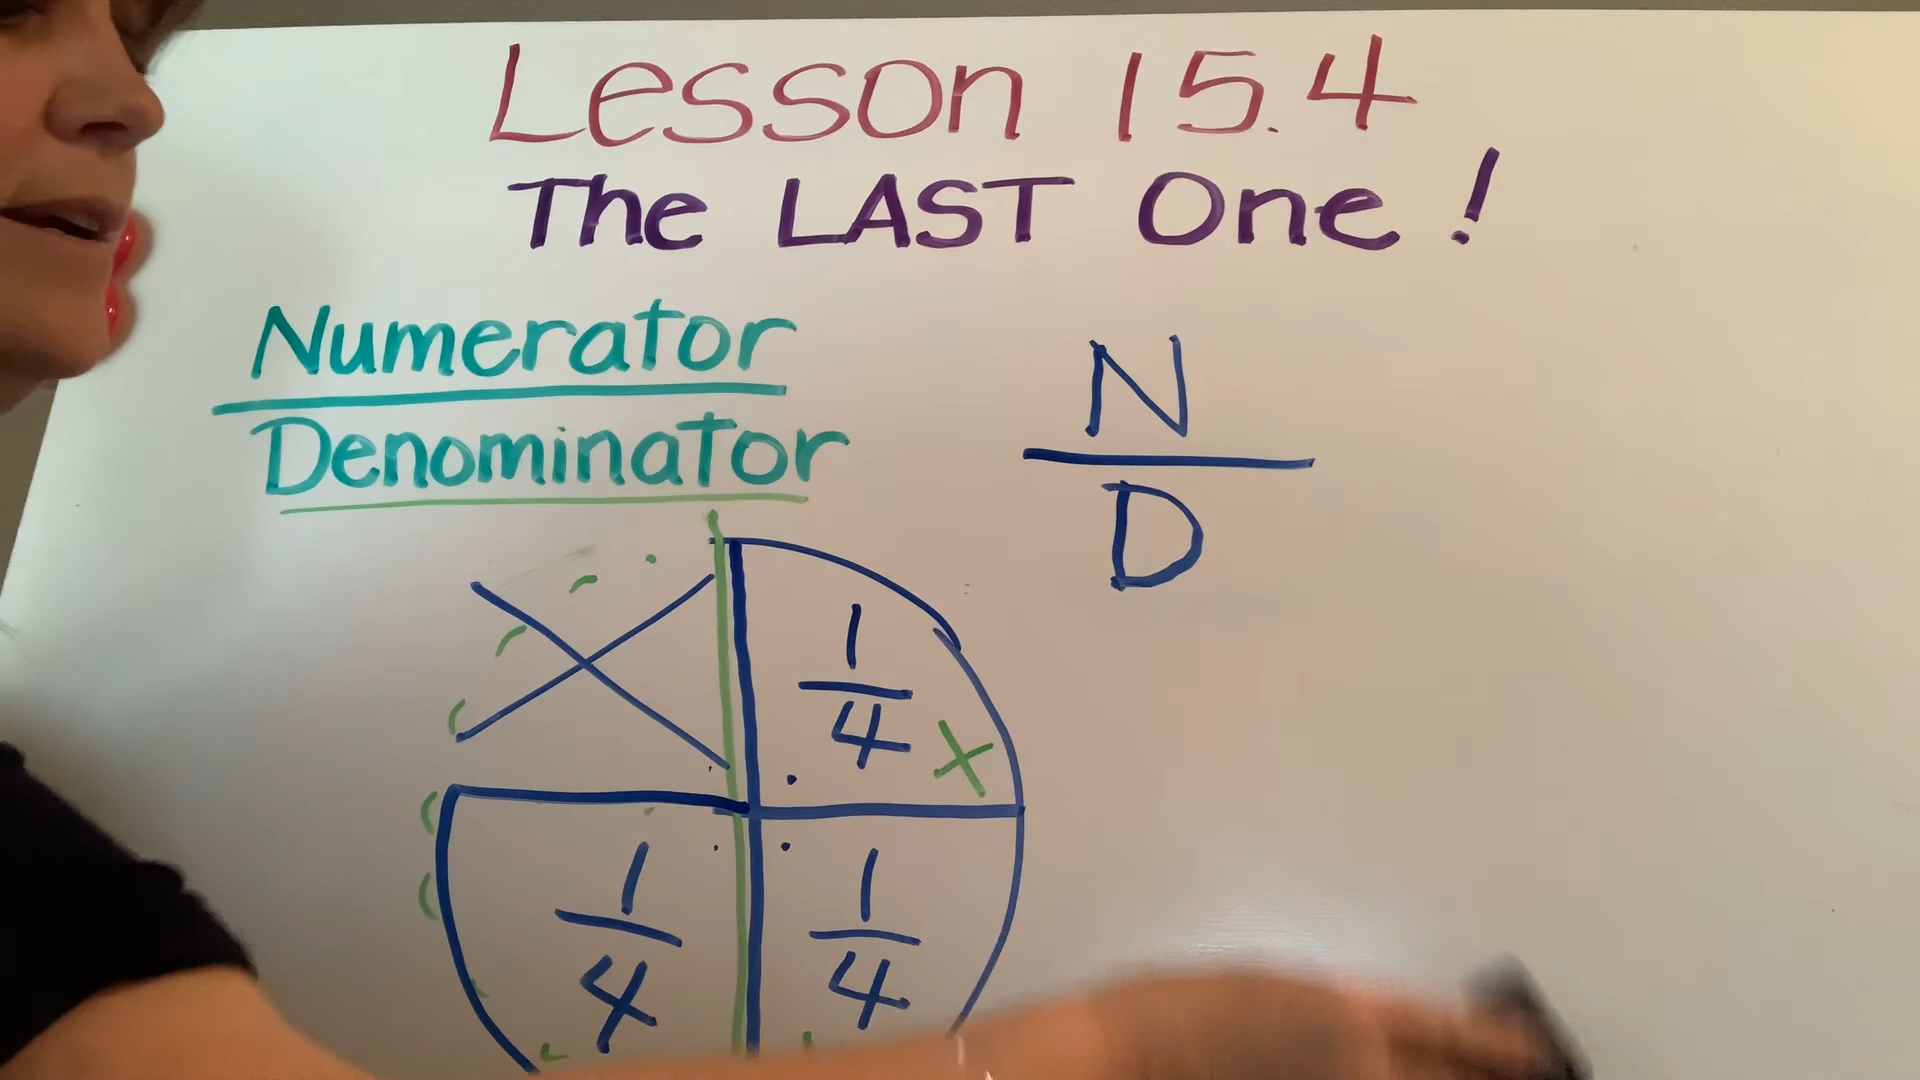 Lesson 15.4
The LAST One!
Numerator
Denominator
N
D
1
4
X
1
4
1
4